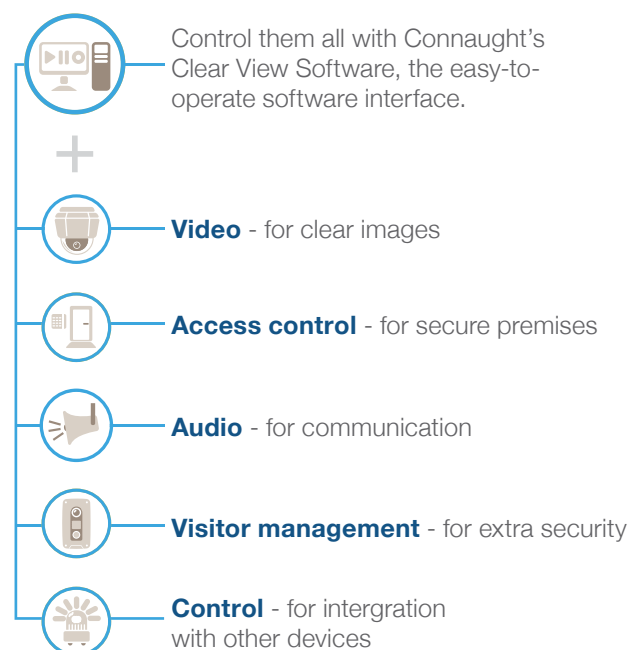 Control them all with Connaught's
Clear View Software, the easy-to-
operate software interface.
Video - for clear images
Access control - for secure premises
Audio - for communication
Visitor management - for extra security
Control - for intergration
with other devices